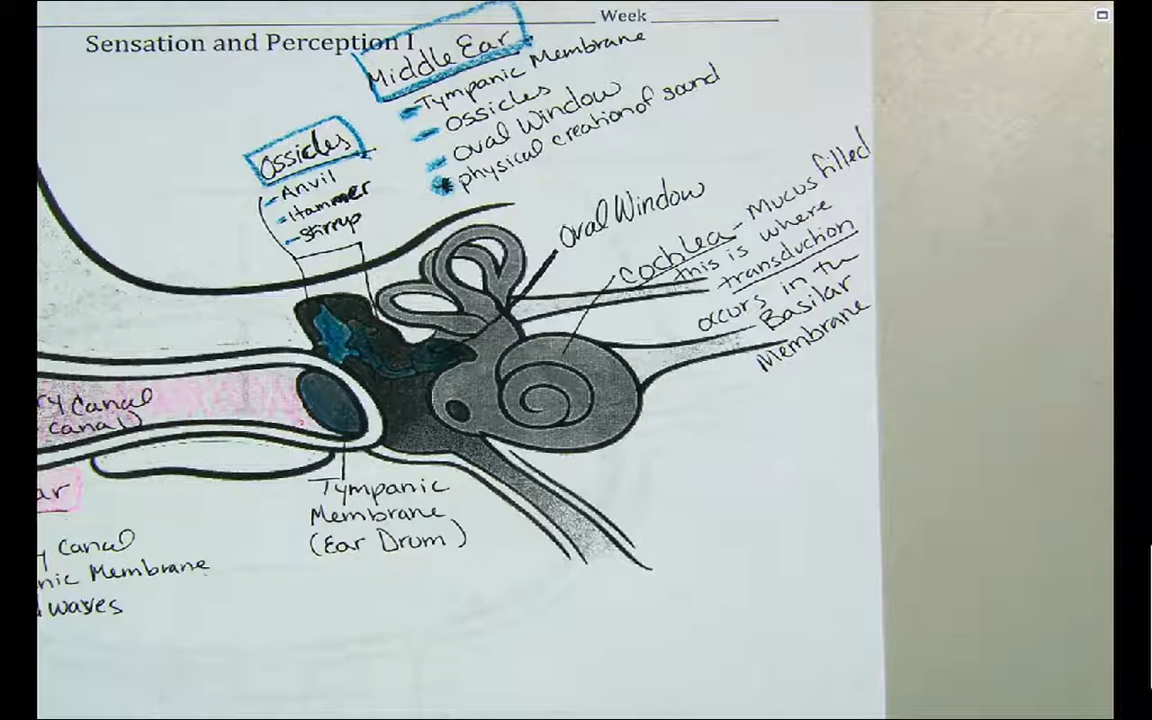 Week
Sensation and Perception I
Middle Ear
- Tympanic Membrane
- Ossicles
- Oval Window
* physical creation of sound
Ossicles
- Anvil
- Hammer
- Stirrup
Oval Window
Cochlea - Mucus filled
this is where
transduction
occurs in the
Basilar
Membrane
ry Canal
canal)
Tympanic
Membrane
(Ear Drum)
ar
y Canal
nic Membrane
d waves